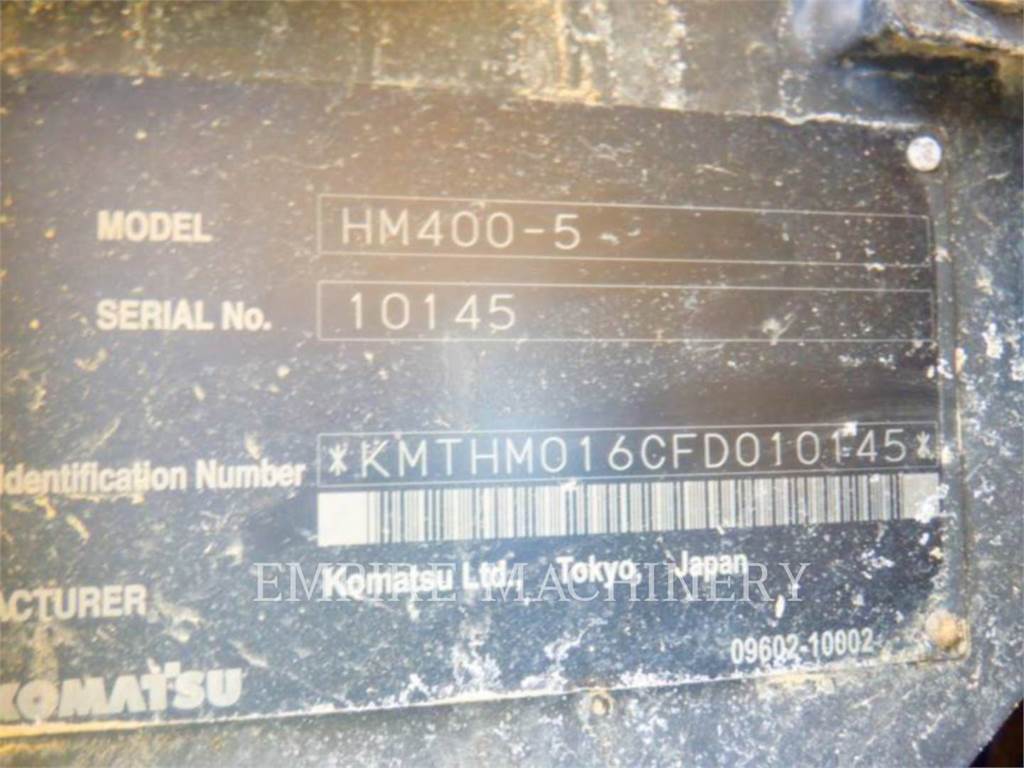 MODEL HM400-5
SERIAL No. 10145
Identification Number *KMTHM016CFD010145*
ACTURER Komatsu Ltd., Tokyo, Japan
EMPIRE MACHINERY
09602-10002
KOMATSU